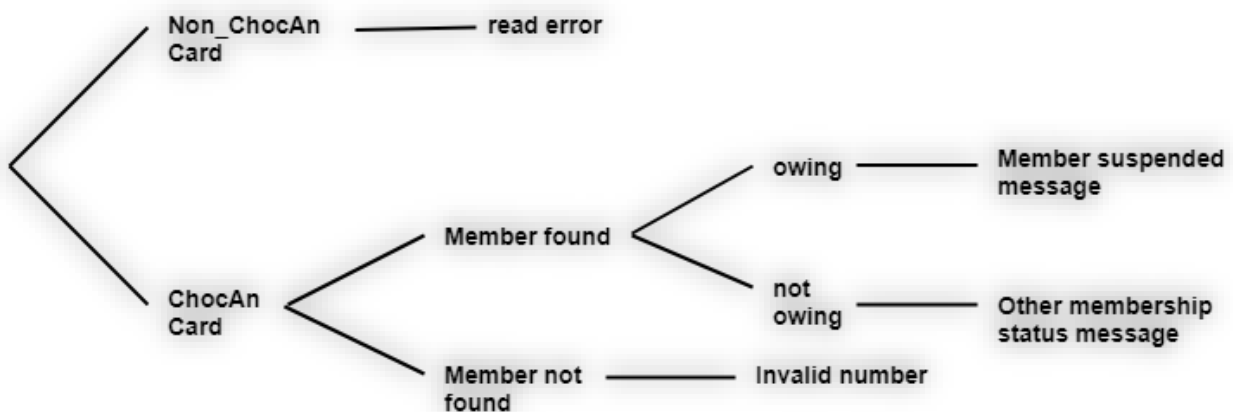 Non_ChocAn
Card
read error
owing
Member suspended
message
Member found
not
owing
Other membership
status message
ChocAn
Card
Member not
found
Invalid number